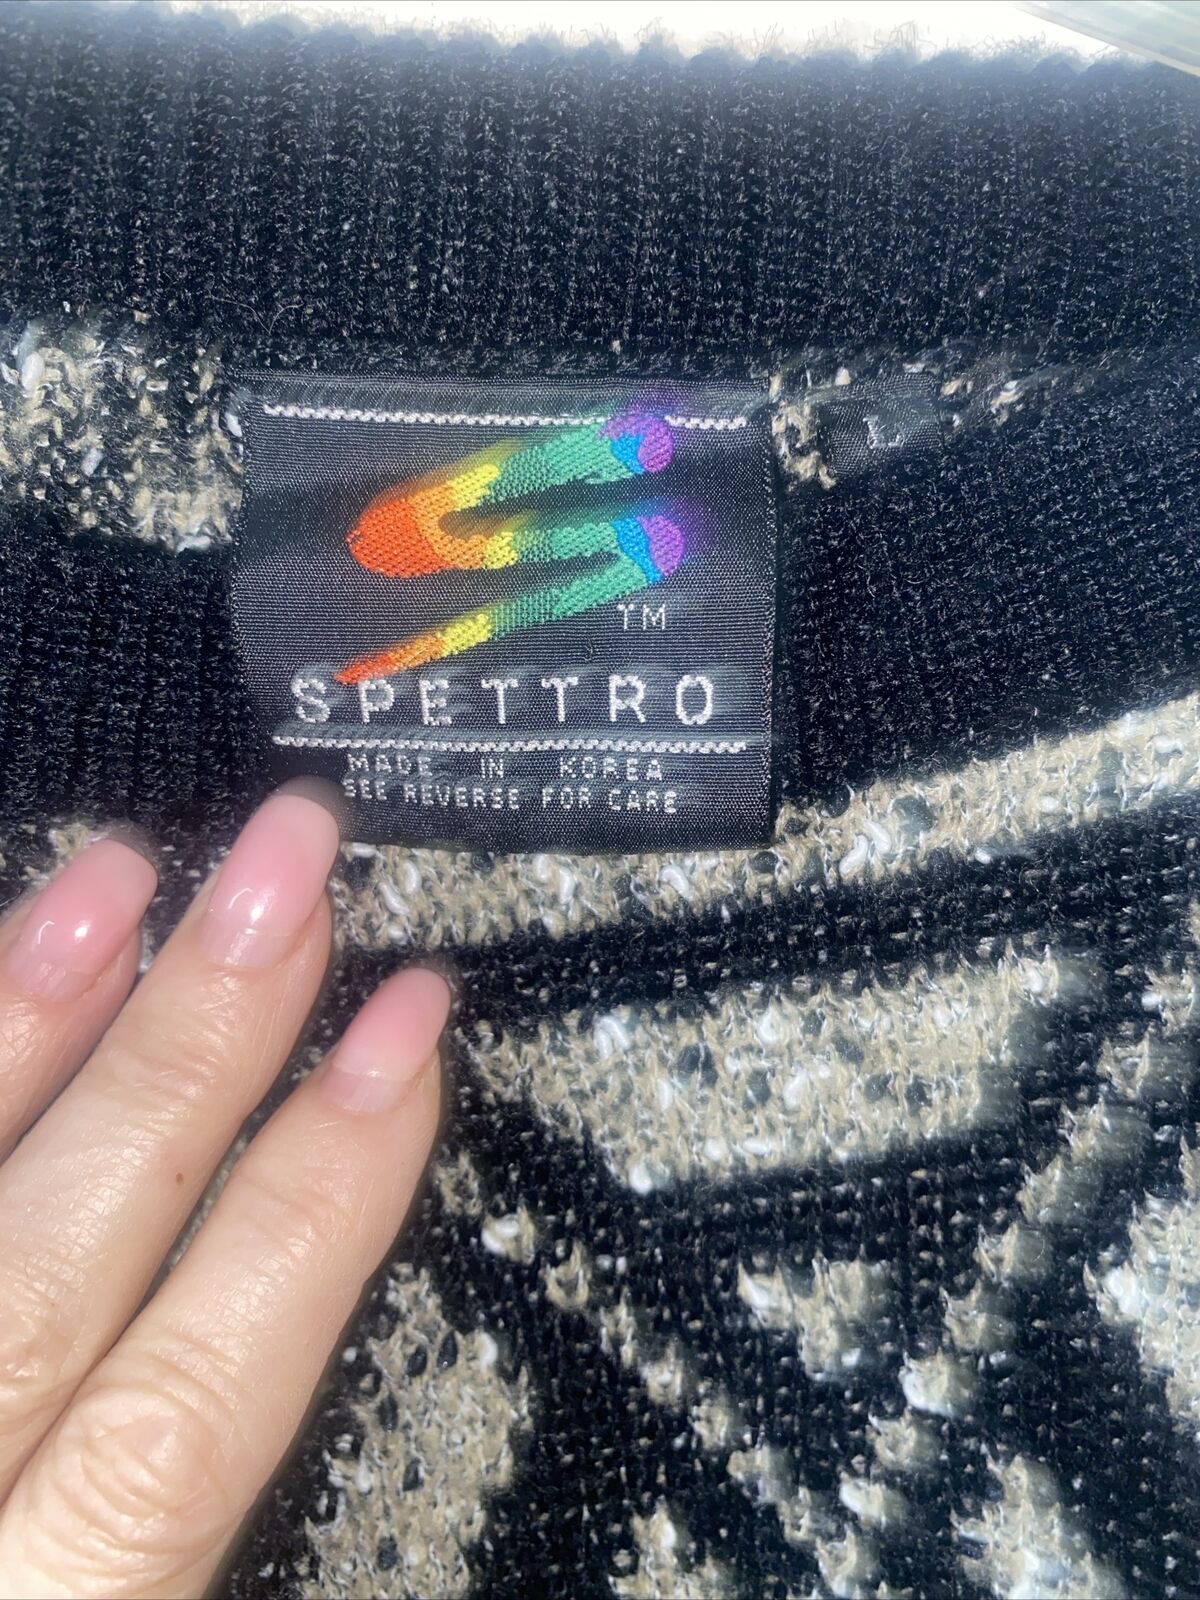 L
TM
SPETTRO
MADE IN KOREA
SEE REVERSE FOR CARE